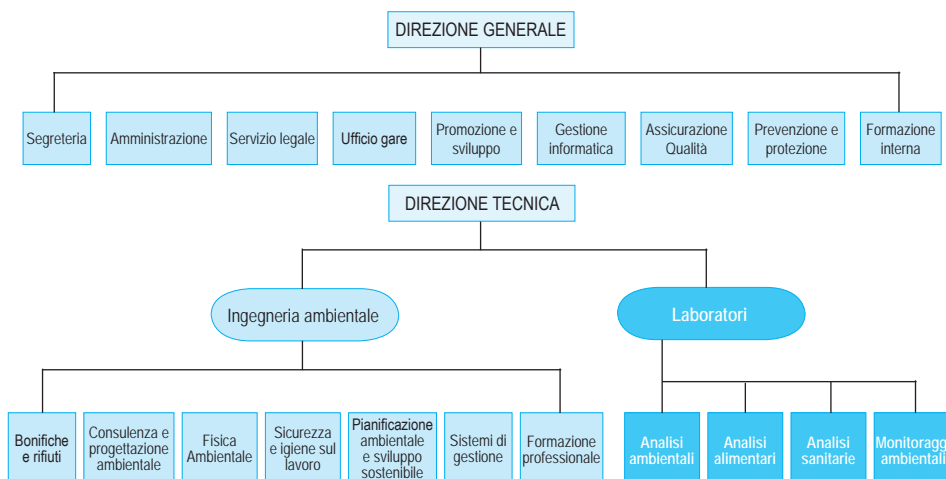 DIREZIONE GENERALE
Segreteria
Amministrazione
Servizio legale
Ufficio gare
Promozione e
sviluppo
Gestione
informatica
Assicurazione
Qualità
Prevenzione e
protezione
Formazione
interna
DIREZIONE TECNICA
Ingegneria ambientale
Laboratori
Bonifiche
e rifiuti
Consulenza e
progettazione
ambientale
Fisica
Ambientale
Sicurezza
e igiene sul
lavoro
Pianificazione
ambientale
e sviluppo
sostenibile
Sistemi di
gestione
Formazione
professionale
Analisi
ambientali
Analisi
alimentari
Analisi
sanitarie
Monitoraggi
ambientali